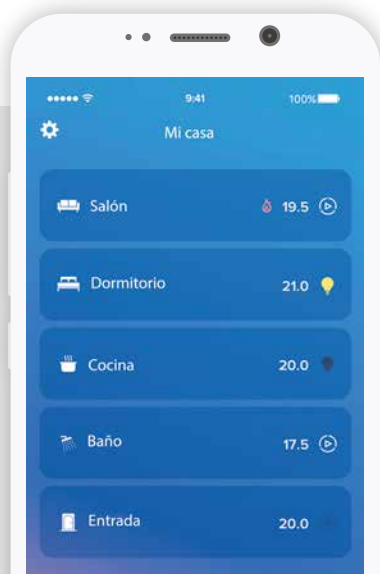 9:41
100%
Mi casa
Salón 19.5
Dormitorio 21.0
Cocina 20.0
Baño 17.5
Entrada 20.0